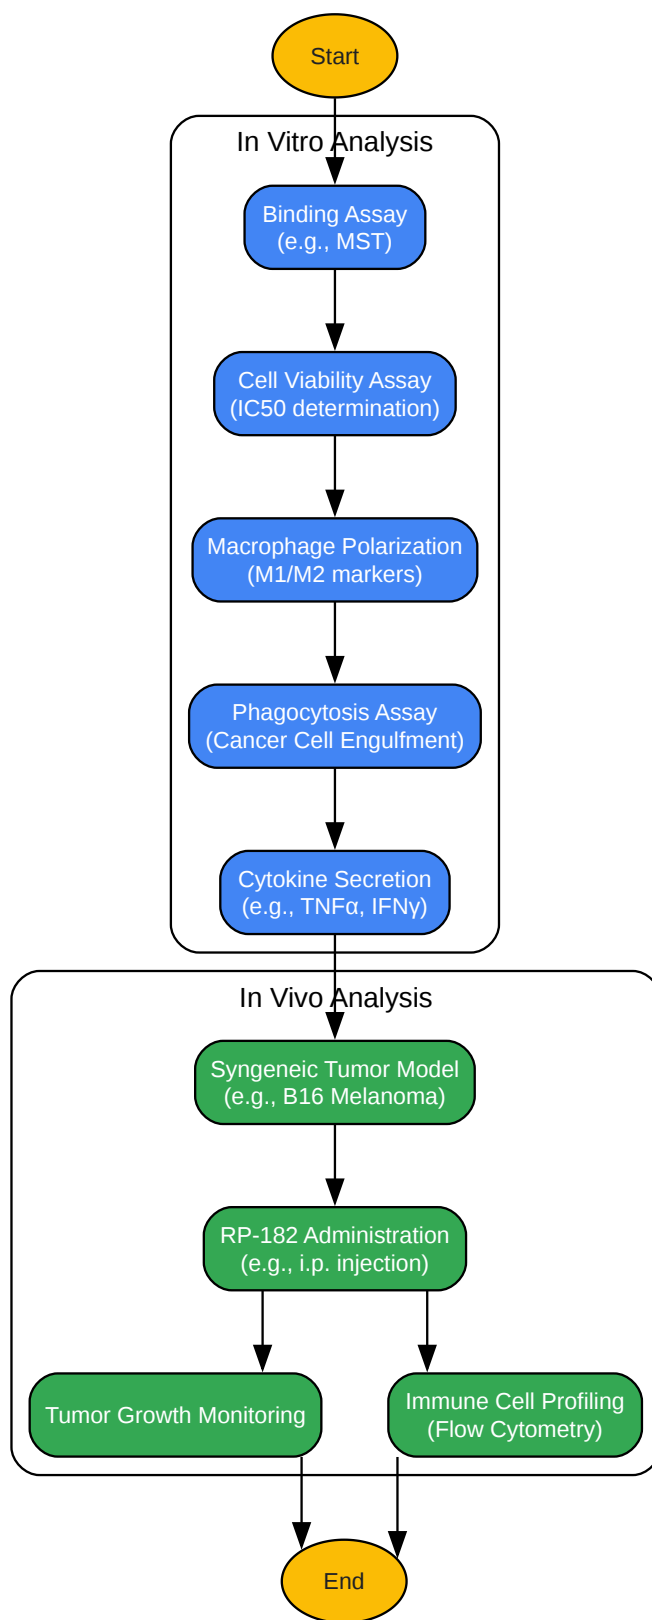 Start
In Vitro Analysis
Binding Assay
(e.g., MST)
Cell Viability Assay
(IC50 determination)
Macrophage Polarization
(M1/M2 markers)
Phagocytosis Assay
(Cancer Cell Engulfment)
Cytokine Secretion
(e.g., TNFα, IFNγ)
In Vivo Analysis
Syngeneic Tumor Model
(e.g., B16 Melanoma)
RP-182 Administration
(e.g., i.p. injection)
Tumor Growth Monitoring
Immune Cell Profiling
(Flow Cytometry)
End